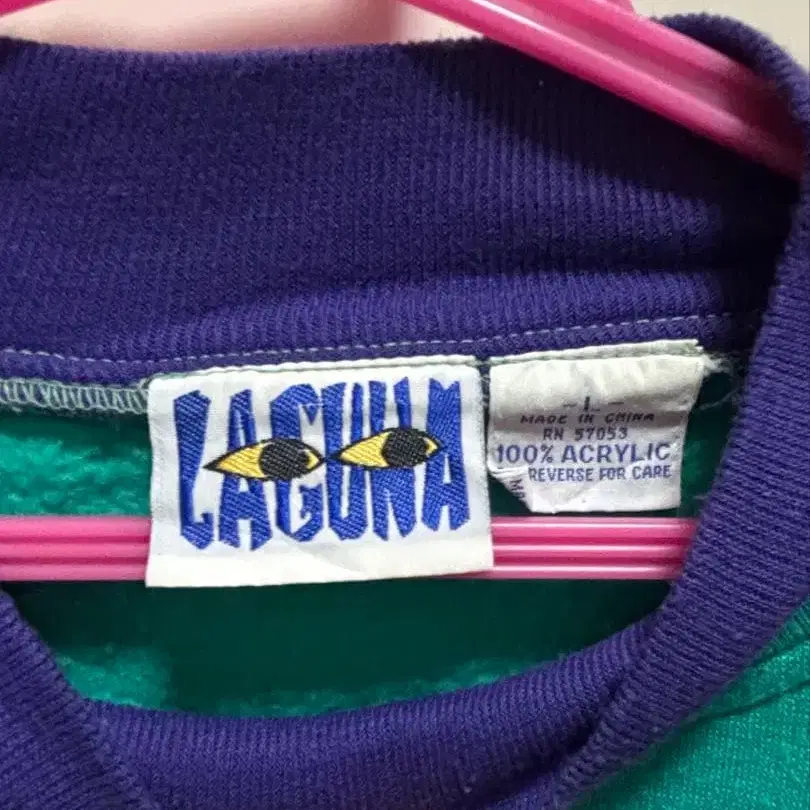 LAGUNA
- L -
MADE IN CHINA
RN 57053
100% ACRYLIC
REVERSE FOR CARE